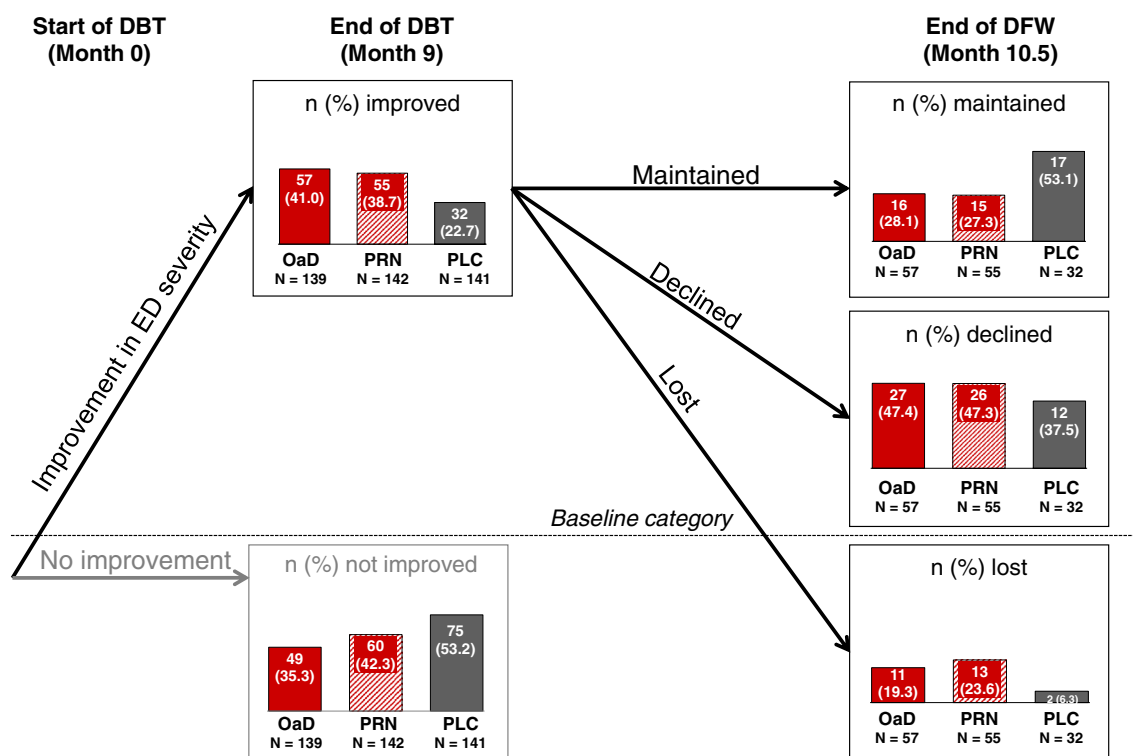 Start of DBT
(Month 0)
End of DBT
(Month 9)
End of DFW
(Month 10.5)
n (%) improved
57
(41.0)
55
(38.7)
32
(22.7)
OaD PRN PLC
N = 139 N = 142 N = 141
n (%) maintained
16
(28.1)
15
(27.3)
17
(53.1)
OaD PRN PLC
N = 57 N = 55 N = 32
Improvement in ED severity
Maintained
Declined
Lost
n (%) declined
27
(47.4)
26
(47.3)
12
(37.5)
OaD PRN PLC
N = 57 N = 55 N = 32
Baseline category
No improvement
n (%) not improved
49
(35.3)
60
(42.3)
75
(53.2)
OaD PRN PLC
N = 139 N = 142 N = 141
n (%) lost
11
(19.3)
13
(23.6)
2 (6.3)
OaD PRN PLC
N = 57 N = 55 N = 32